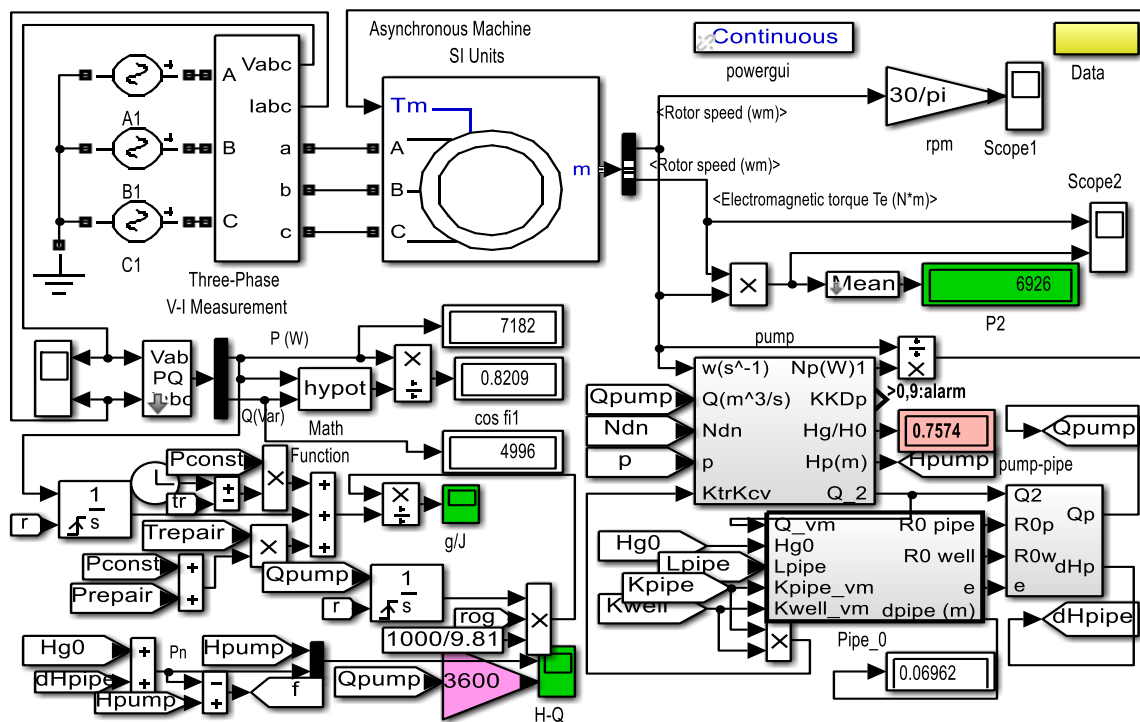 Asynchronous Machine
SI Units
Continuous
powergui
Data
Vabc
Iabc
A
B
C
a
b
c
A1
B1
C1
Tm
A
B
C
m
<Rotor speed (wm)>
<Rotor speed (wm)>
<Electromagnetic torque Te (N*m)>
30/pi
rpm
Scope1
Scope2
Three-Phase
V-I Measurement
Mean
6926
P2
P (W)
7182
Vab
PQ
hypot
0.8209
cos fi1
Q(Var)
Math
Function
4996
pump
w(s^-1)
Np(W)1
Q(m^3/s)
KKDp
>0,9:alarm
Ndn
Hg/H0
p
Hp(m)
KtrKcv
Q_2
Qpump
Ndn
p
0.7574
Hpump
Qpump
pump-pipe
Pconst
tr
r
1
s
Trepair
Pconst
Prepair
g/J
Qpump
r
1
s
rog
1000/9.81
Hg0
Lpipe
Kpipe
Kwell
Q_vm
R0 pipe
Hg0
Lpipe
R0 well
Kpipe_vm
e
Kwell_vm
dpipe (m)
Pipe_0
Q2
Qp
R0p
R0w
dHp
e
dHpipe
0.06962
Hg0
Pn
Hpump
dHpipe
Hpump
f
Qpump
3600
H-Q